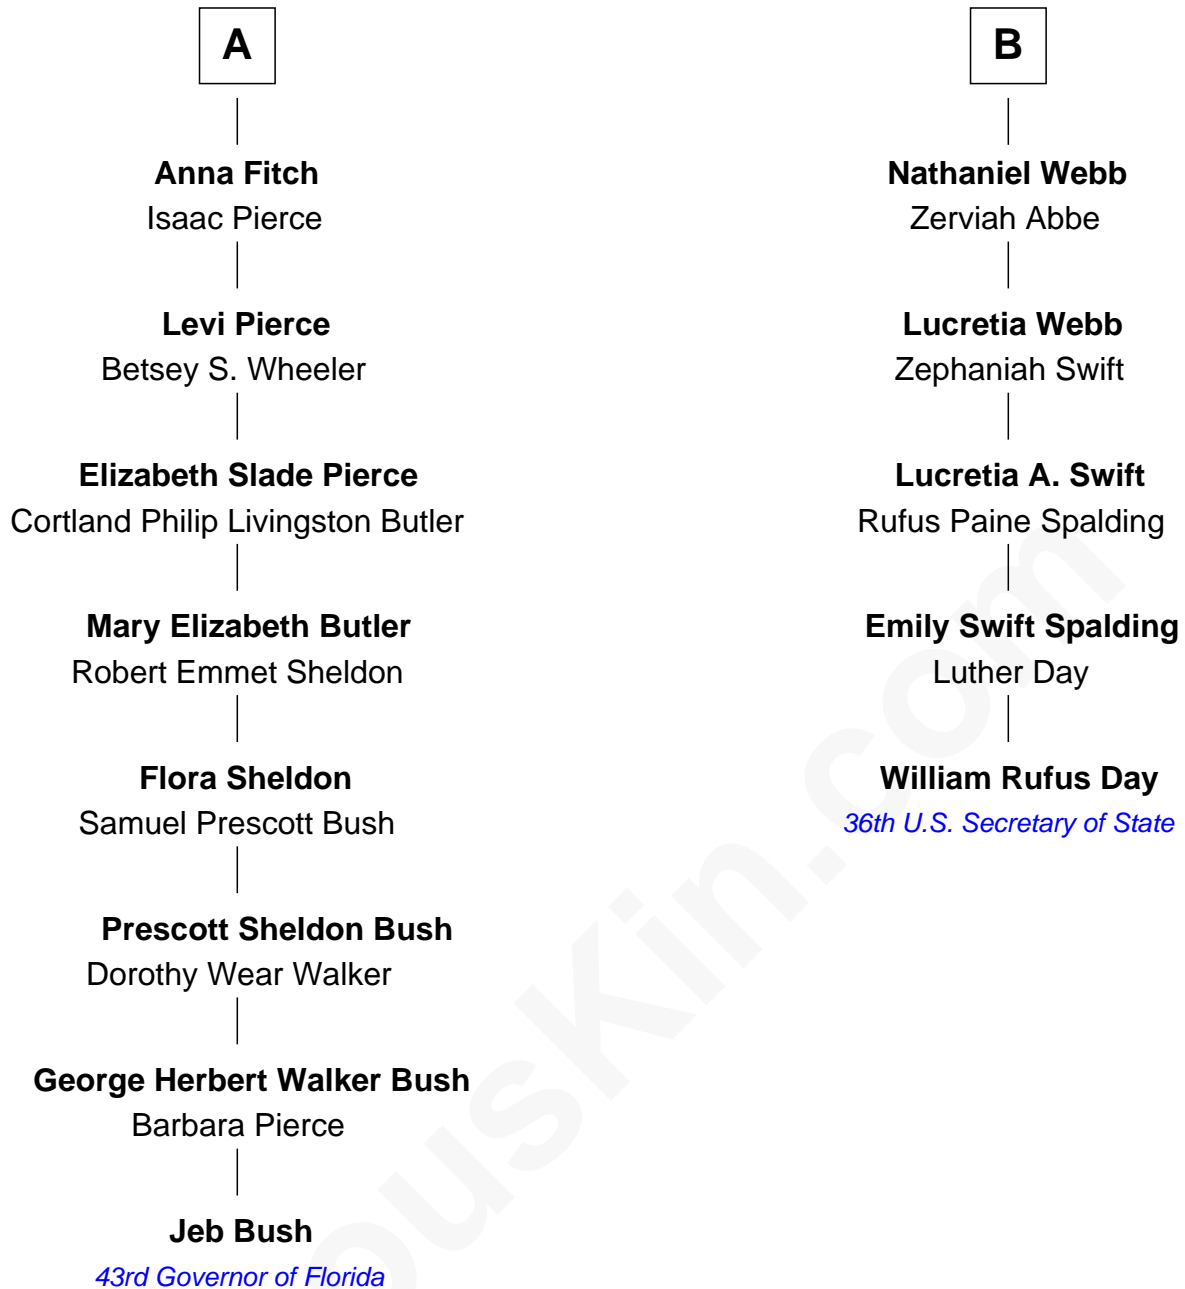 A
Anna Fitch
Isaac Pierce
Levi Pierce
Betsey S. Wheeler
Elizabeth Slade Pierce
Cortland Philip Livingston Butler
Mary Elizabeth Butler
Robert Emmet Sheldon
Flora Sheldon
Samuel Prescott Bush
Prescott Sheldon Bush
Dorothy Wear Walker
George Herbert Walker Bush
Barbara Pierce
Jeb Bush
43rd Governor of Florida
B
Nathaniel Webb
Zerviah Abbe
Lucretia Webb
Zephaniah Swift
Lucretia A. Swift
Rufus Paine Spalding
Emily Swift Spalding
Luther Day
William Rufus Day
36th U.S. Secretary of State
ousKin.com